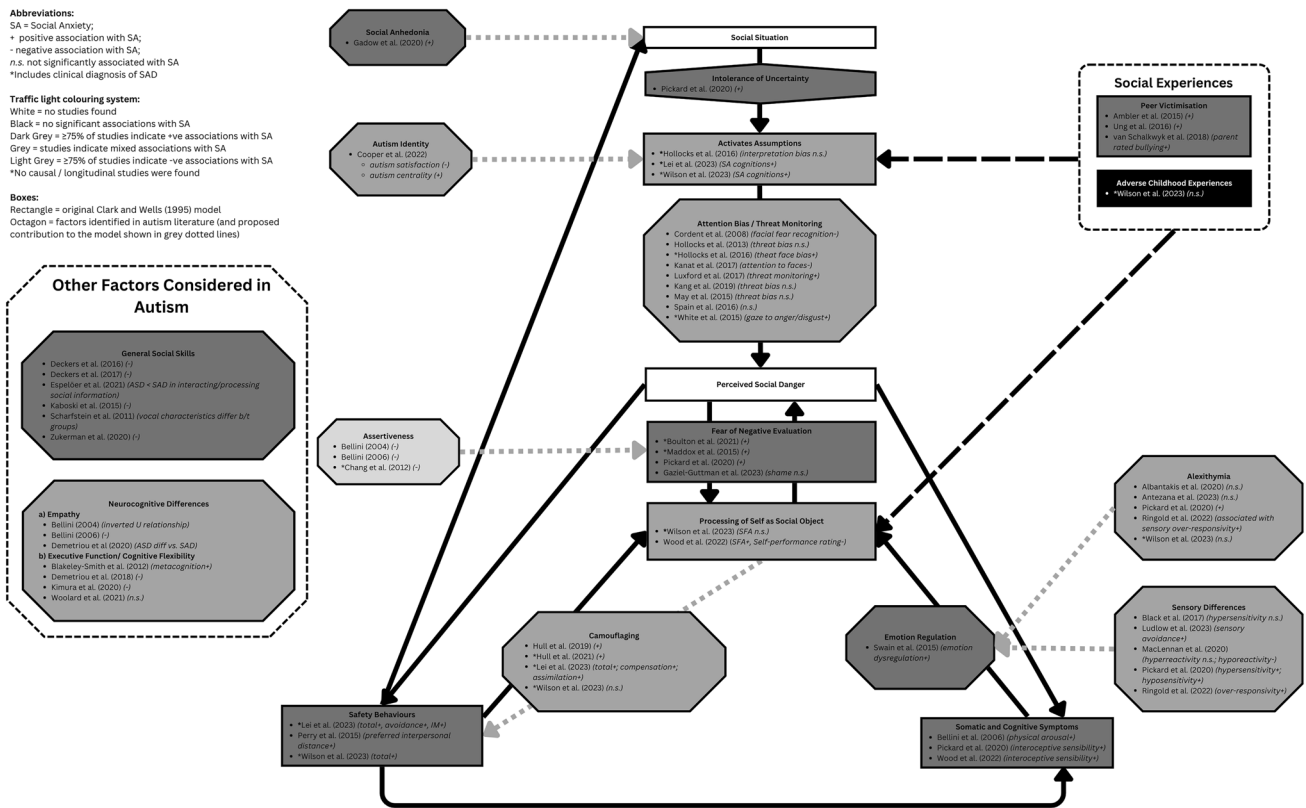 Abbreviations:
SA = Social Anxiety;
+ positive association with SA;
- negative association with SA;
n.s. not significantly associated with SA
*Includes clinical diagnosis of SAD
Traffic light colouring system:
White = no studies found
Black = no significant associations with SA
Dark Grey = ≥75% of studies indicate +ve associations with SA
Grey = studies indicate mixed associations with SA
Light Grey = ≥75% of studies indicate -ve associations with SA
*No causal / longitudinal studies were found
Boxes:
Rectangle = original Clark and Wells (1995) model
Octagon = factors identified in autism literature (and proposed
contribution to the model shown in grey dotted lines)
Other Factors Considered in
Autism
General Social Skills
• Deckers et al. (2016) (-)
• Deckers et al. (2017) (-)
• Espelöer et al. (2021) (ASD < SAD in interacting/processing
social information)
• Kaboski et al. (2015) (-)
• Scharfstein et al. (2011) (vocal characteristics differ b/t
groups)
• Zukerman et al. (2020) (-)
Neurocognitive Differences
a) Empathy
• Bellini (2004) (inverted U relationship)
• Bellini (2006) (-)
• Demetriou et al (2020) (ASD diff vs. SAD)
b) Executive Function/ Cognitive Flexibility
• Blakeley-Smith et al. (2012) (metacognition+)
• Demetriou et al. (2018) (-)
• Kimura et al. (2020) (-)
• Woolard et al. (2021) (n.s.)
Social Anhedonia
• Gadow et al. (2020) (+)
Autism Identity
• Cooper et al. (2022)
◦ autism satisfaction (-)
◦ autism centrality (+)
Assertiveness
• Bellini (2004) (-)
• Bellini (2006) (-)
• *Chang et al. (2012) (-)
Social Situation
Intolerance of Uncertainty
• Pickard et al. (2020) (+)
Activates Assumptions
• *Hollocks et al. (2016) (interpretation bias n.s.)
• *Lei et al. (2023) (SA cognitions+)
• *Wilson et al. (2023) (SA cognitions+)
Attention Bias / Threat Monitoring
• Cordent et al. (2008) (facial fear recognition-)
• Hollocks et al. (2013) (threat bias n.s.)
• *Hollocks et al. (2016) (theat face bias+)
• Kanat et al. (2017) (attention to faces-)
• Luxford et al. (2017) (threat monitoring+)
• Kang et al. (2019) (threat bias n.s.)
• May et al. (2015) (threat bias n.s.)
• Spain et al. (2016) (n.s.)
• *White et al. (2015) (gaze to anger/disgust+)
Perceived Social Danger
Fear of Negative Evaluation
• *Boulton et al. (2021) (+)
• *Maddox et al. (2015) (+)
• Pickard et al. (2020) (+)
• Gaziel-Guttman et al. (2023) (shame n.s.)
Processing of Self as Social Object
• *Wilson et al. (2023) (SFA n.s.)
• Wood et al. (2022) (SFA+, Self-performance rating-)
Camouflaging
• Hull et al. (2019) (+)
• *Hull et al. (2021) (+)
• *Lei et al. (2023) (total+; compensation+;
assimilation+)
• *Wilson et al. (2023) (n.s.)
Safety Behaviours
• *Lei et al. (2023) (total+, avoidance+, IM+)
• Perry et al. (2015) (preferred interpersonal
distance+)
• *Wilson et al. (2023) (total+)
Social Experiences
Peer Victimisation
• Ambler et al. (2015) (+)
• Ung et al. (2016) (+)
• van Schalkwyk et al. (2018) (parent
rated bullying+)
Adverse Childhood Experiences
• *Wilson et al. (2023) (n.s.)
Alexithymia
• Albantakis et al. (2020) (n.s.)
• Antezana et al. (2023) (n.s.)
• Pickard et al. (2020) (+)
• Ringold et al. (2022) (associated with
sensory over-responsivity+)
• *Wilson et al. (2023) (n.s.)
Sensory Differences
• Black et al. (2017) (hypersensitivity n.s.)
• Ludlow et al. (2023) (sensory
avoidance+)
• MacLennan et al. (2020)
(hyperreactivity n.s.; hyporeactivity-)
• Pickard et al. (2020) (hypersensitivity+;
hyposensitivity+)
• Ringold et al. (2022) (over-responsivity+)
Emotion Regulation
• Swain et al. (2015) (emotion
dysregulation+)
Somatic and Cognitive Symptoms
• Bellini et al. (2006) (physical arousal+)
• Pickard et al. (2020) (interoceptive sensibility+)
• Wood et al. (2022) (interoceptive sensibility+)